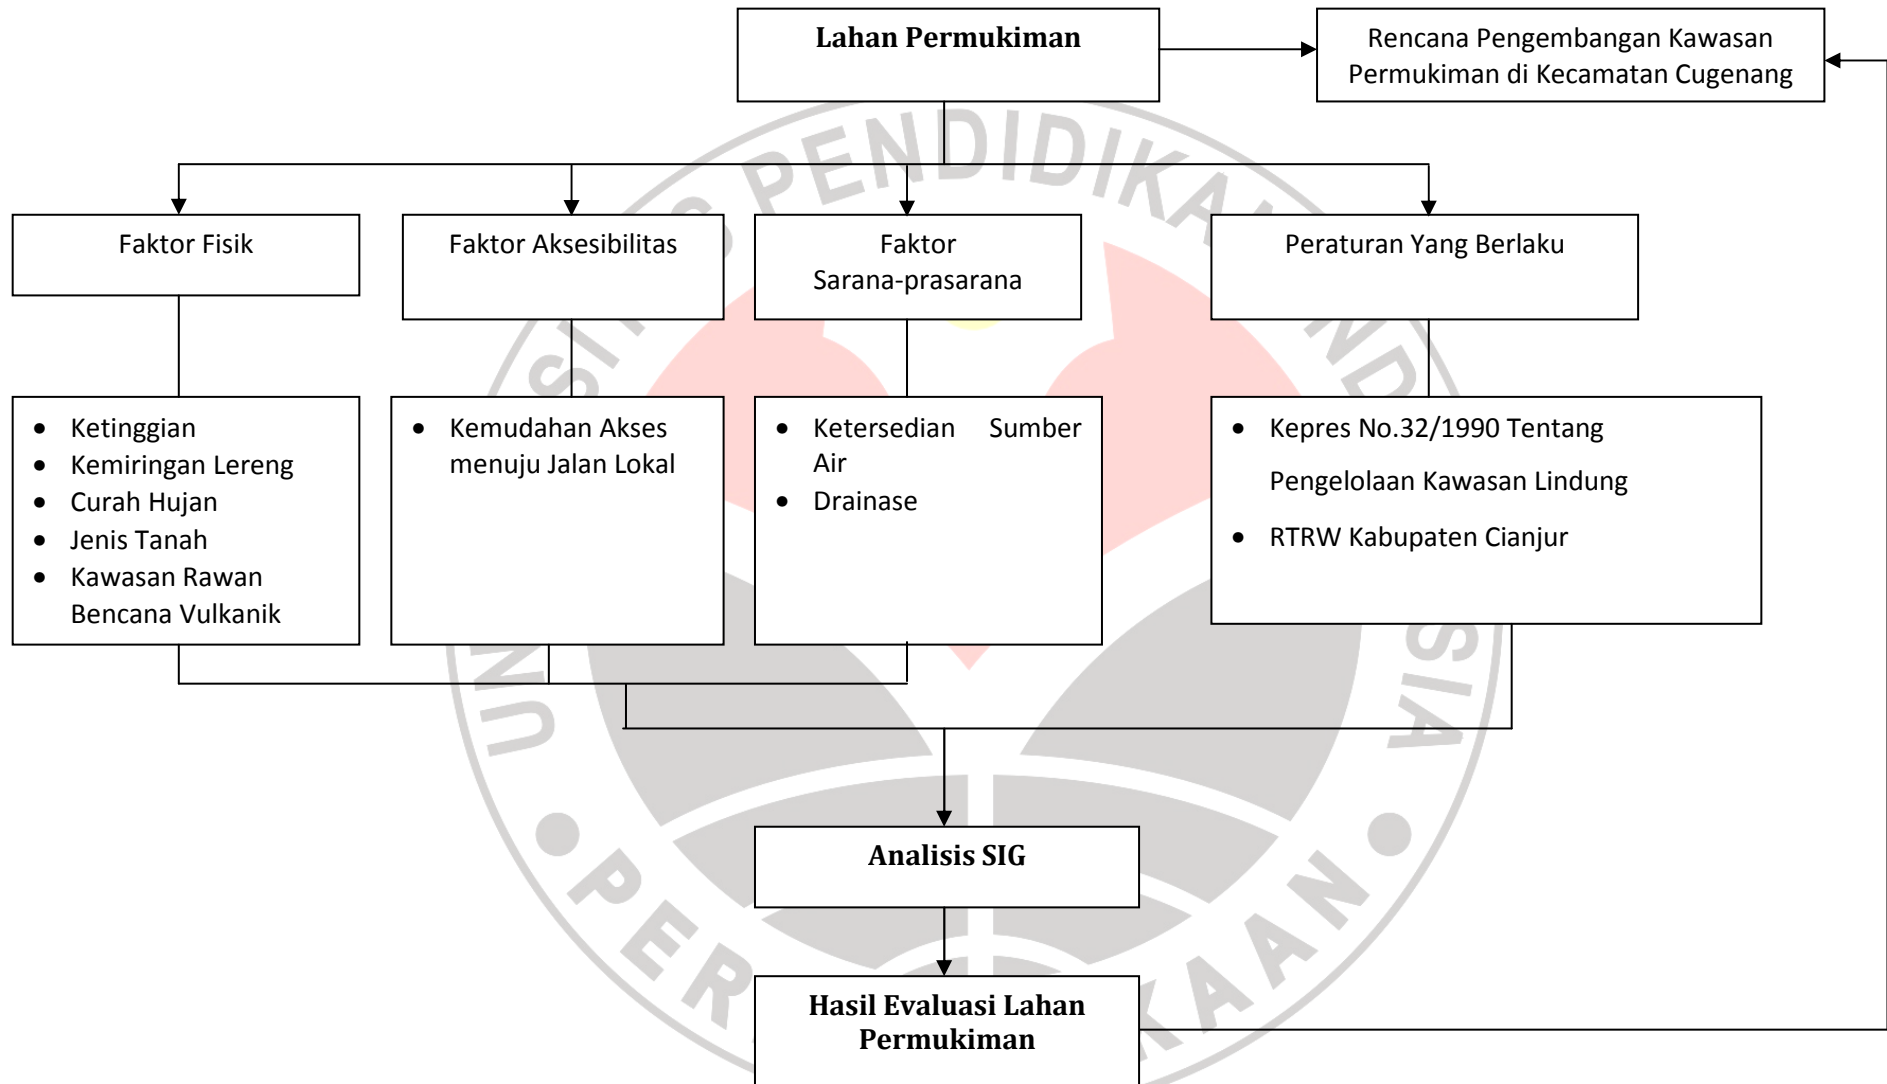 Lahan Permukiman
Rencana Pengembangan Kawasan
Permukiman di Kecamatan Cugenang
Faktor Fisik
Faktor Aksesibilitas
Faktor
Sarana-prasarana
Peraturan Yang Berlaku
• Ketinggian
• Kemiringan Lereng
• Curah Hujan
• Jenis Tanah
• Kawasan Rawan
Bencana Vulkanik
• Kemudahan Akses
menuju Jalan Lokal
• Ketersedian Sumber
Air
• Drainase
• Kepres No.32/1990 Tentang
Pengelolaan Kawasan Lindung
• RTRW Kabupaten Cianjur
Analisis SIG
Hasil Evaluasi Lahan
Permukiman